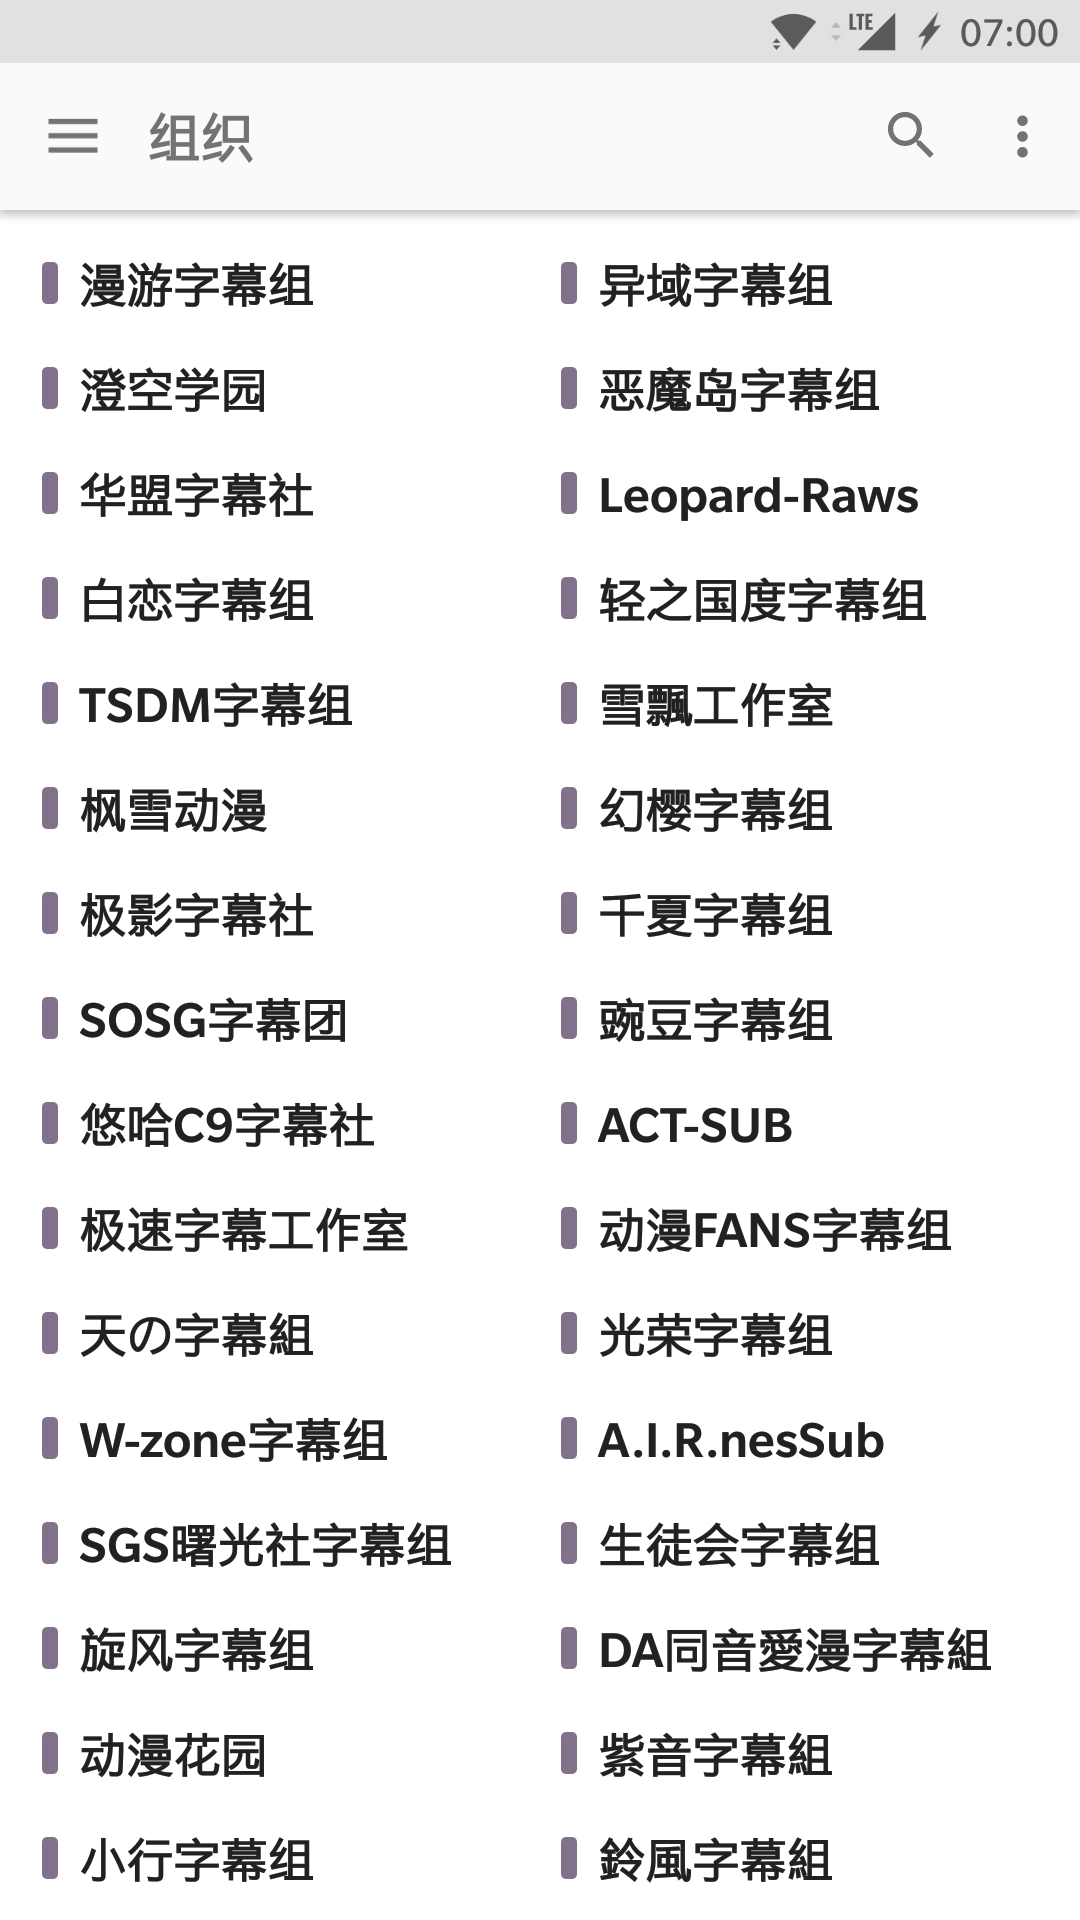 LTE 07:00
组织
漫游字幕组 异域字幕组
澄空学园 恶魔岛字幕组
华盟字幕社 Leopard-Raws
白恋字幕组 轻之国度字幕组
TSDM字幕组 雪飄工作室
枫雪动漫 幻樱字幕组
极影字幕社 千夏字幕组
SOSG字幕团 豌豆字幕组
悠哈C9字幕社 ACT-SUB
极速字幕工作室 动漫FANS字幕组
天の字幕組 光荣字幕组
W-zone字幕组 A.I.R.nesSub
SGS曙光社字幕组 生徒会字幕组
旋风字幕组 DA同音愛漫字幕組
动漫花园 紫音字幕組
小行字幕组 鈴風字幕組